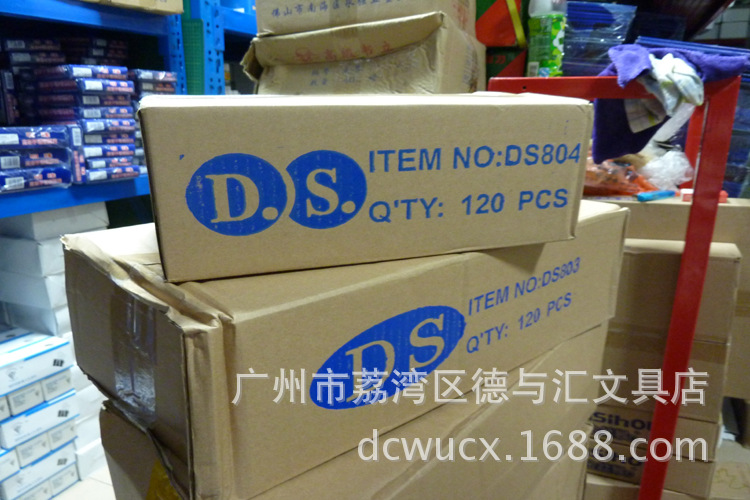 D.S.
ITEM NO:DS804
Q'TY: 120 PCS
DS
ITEM NO:DS803
Q'TY: 120 PCS
广州市荔湾区德与汇文具店
dcwucx.1688.com